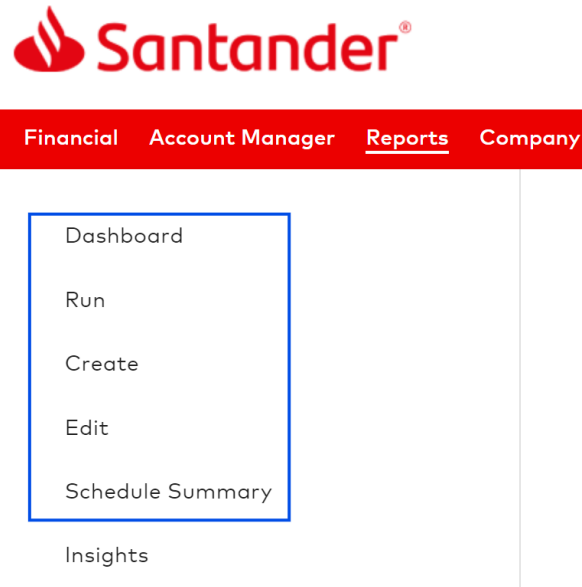 Santander®
Financial Account Manager Reports Company
Dashboard
Run
Create
Edit
Schedule Summary
Insights